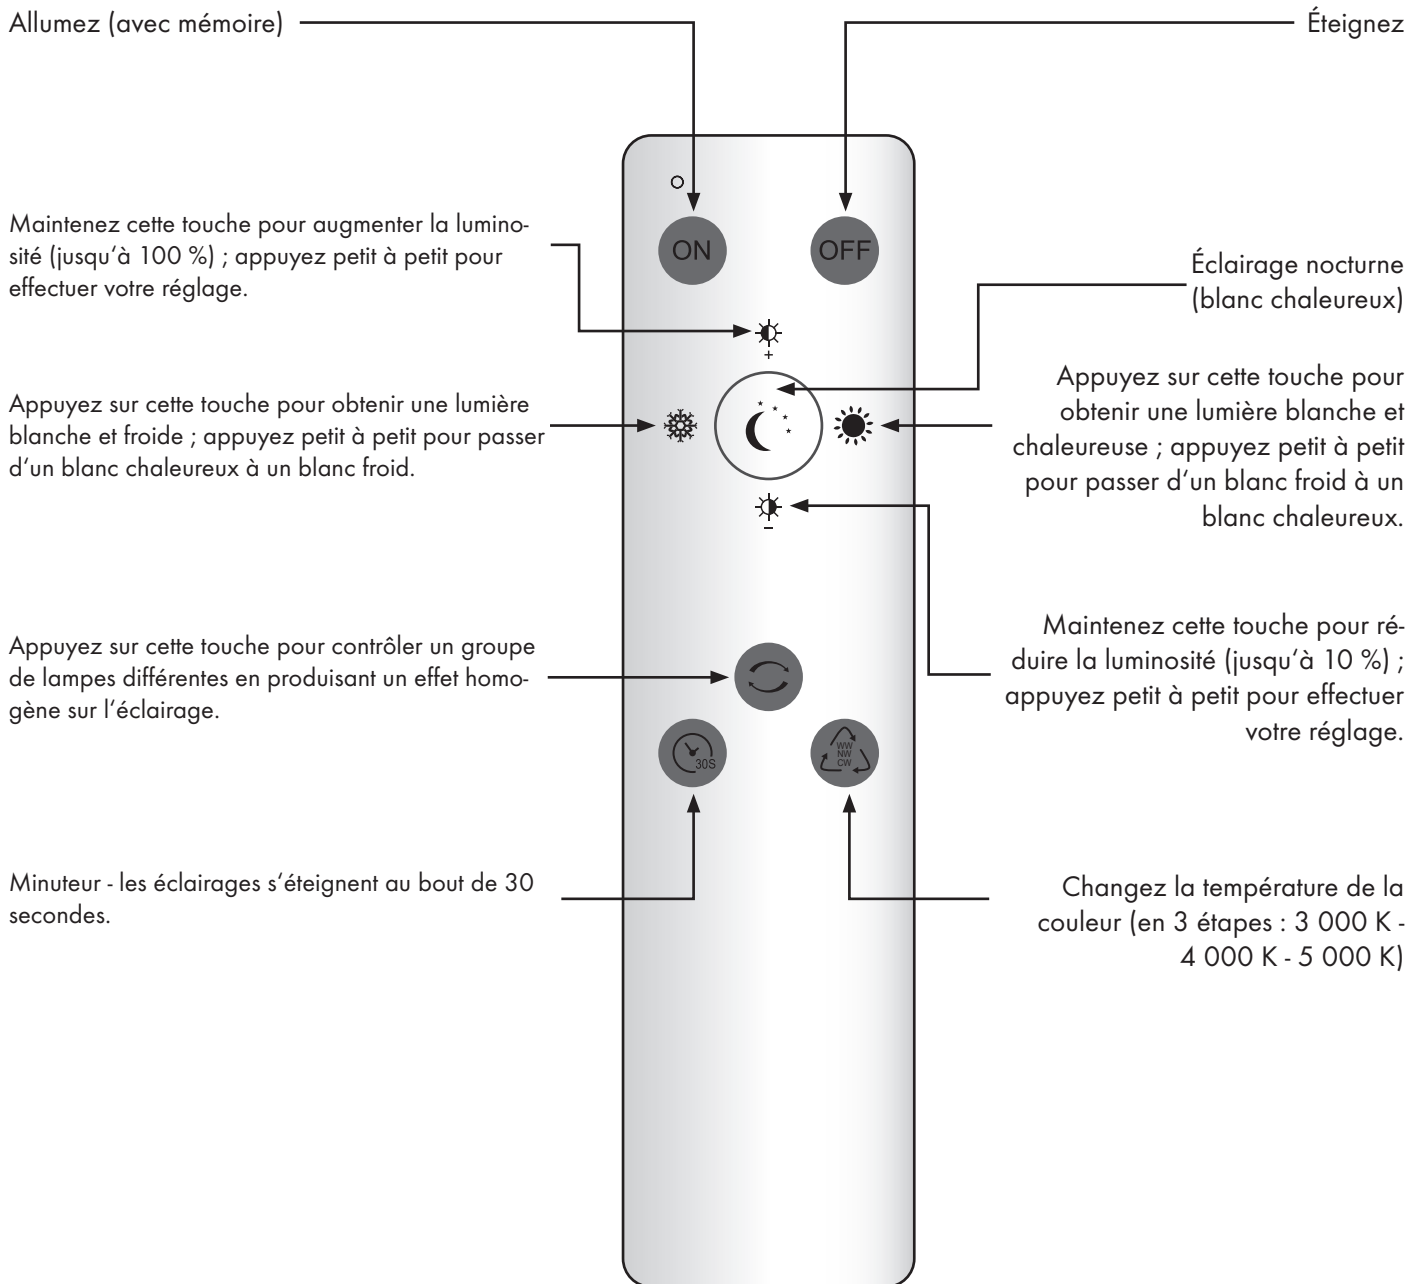 Allumez (avec mémoire)
Éteignez
Maintenez cette touche pour augmenter la lumino-
sité (jusqu‘à 100 %) ; appuyez petit à petit pour
effectuer votre réglage.
ON
OFF
Éclairage nocturne
(blanc chaleureux)
+
Appuyez sur cette touche pour obtenir une lumière
blanche et froide ; appuyez petit à petit pour passer
d‘un blanc chaleureux à un blanc froid.
Appuyez sur cette touche pour
obtenir une lumière blanche et
chaleureuse ; appuyez petit à petit
pour passer d‘un blanc froid à un
blanc chaleureux.
–
Appuyez sur cette touche pour contrôler un groupe
de lampes différentes en produisant un effet homo-
gène sur l‘éclairage.
Maintenez cette touche pour ré-
duire la luminosité (jusqu‘à 10 %) ;
appuyez petit à petit pour effectuer
votre réglage.
30S
WW
NW
CW
Minuteur - les éclairages s‘éteignent au bout de 30
secondes.
Changez la température de la
couleur (en 3 étapes : 3 000 K -
4 000 K - 5 000 K)